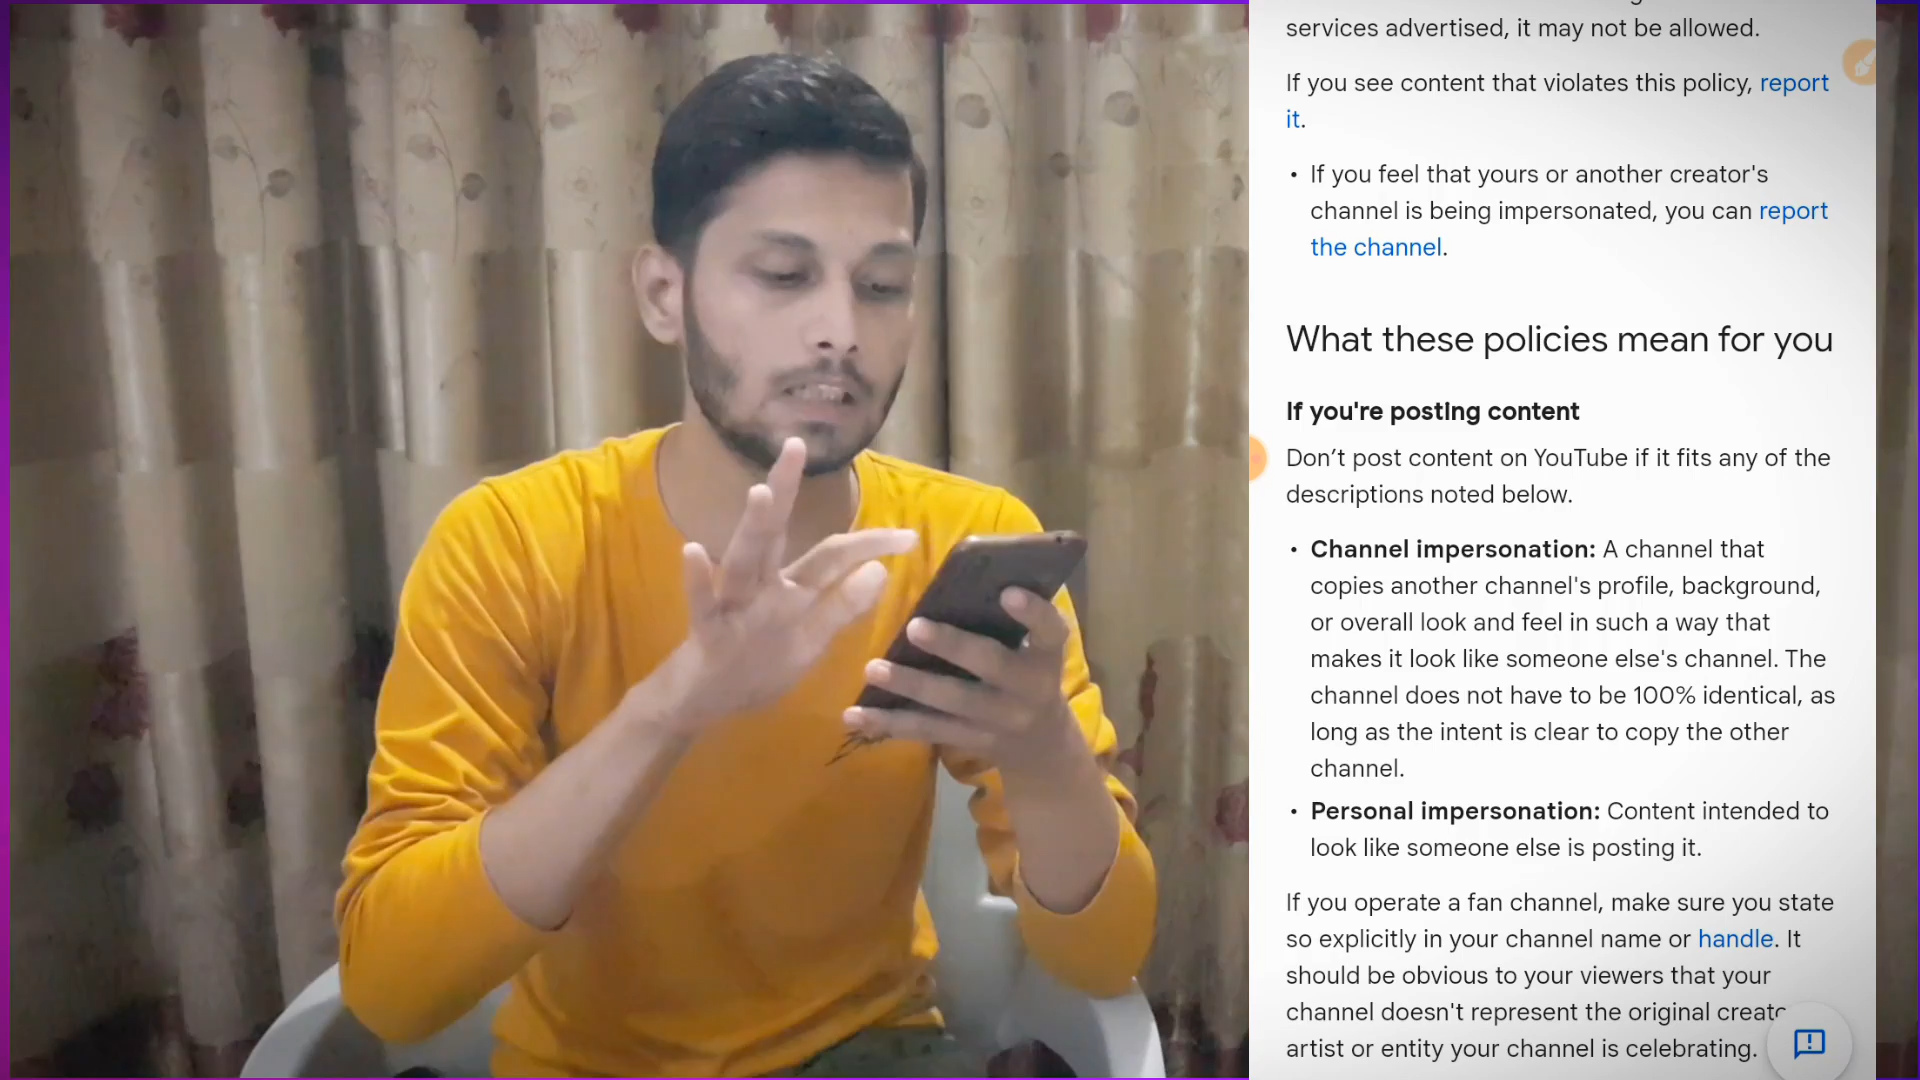 services advertised, it may not be allowed.
If you see content that violates this policy, report
it.
• If you feel that yours or another creator's
channel is being impersonated, you can report
the channel.
What these policies mean for you
If you're posting content
Don’t post content on YouTube if it fits any of the
descriptions noted below.
• Channel impersonation: A channel that
copies another channel's profile, background,
or overall look and feel in such a way that
makes it look like someone else's channel. The
channel does not have to be 100% identical, as
long as the intent is clear to copy the other
channel.
• Personal impersonation: Content intended to
look like someone else is posting it.
If you operate a fan channel, make sure you state
so explicitly in your channel name or handle. It
should be obvious to your viewers that your
channel doesn't represent the original
artist or entity your channel is celebrating.